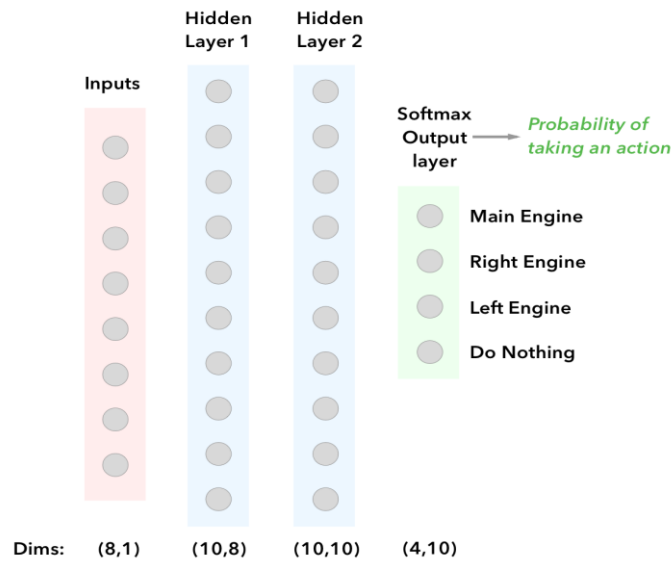 Inputs
Hidden
Layer 1
Hidden
Layer 2
Softmax
Output
layer
Probability of
taking an action
Main Engine
Right Engine
Left Engine
Do Nothing
Dims: (8,1) (10,8) (10,10) (4,10)